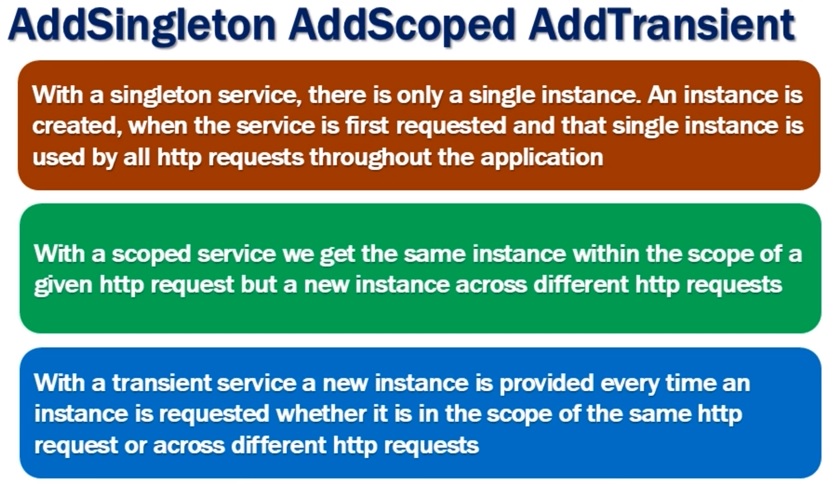 AddSingleton AddScoped AddTransient
With a singleton service, there is only a single instance. An instance is
created, when the service is first requested and that single instance is
used by all http requests throughout the application
With a scoped service we get the same instance within the scope of a
given http request but a new instance across different http requests
With a transient service a new instance is provided every time an
instance is requested whether it is in the scope of the same http
request or across different http requests